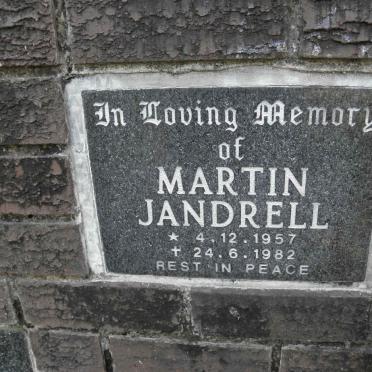 In Loving Memory
of
MARTIN
JANDRELL
★ 4.12.1957
✝ 24.6.1982
REST IN PEACE